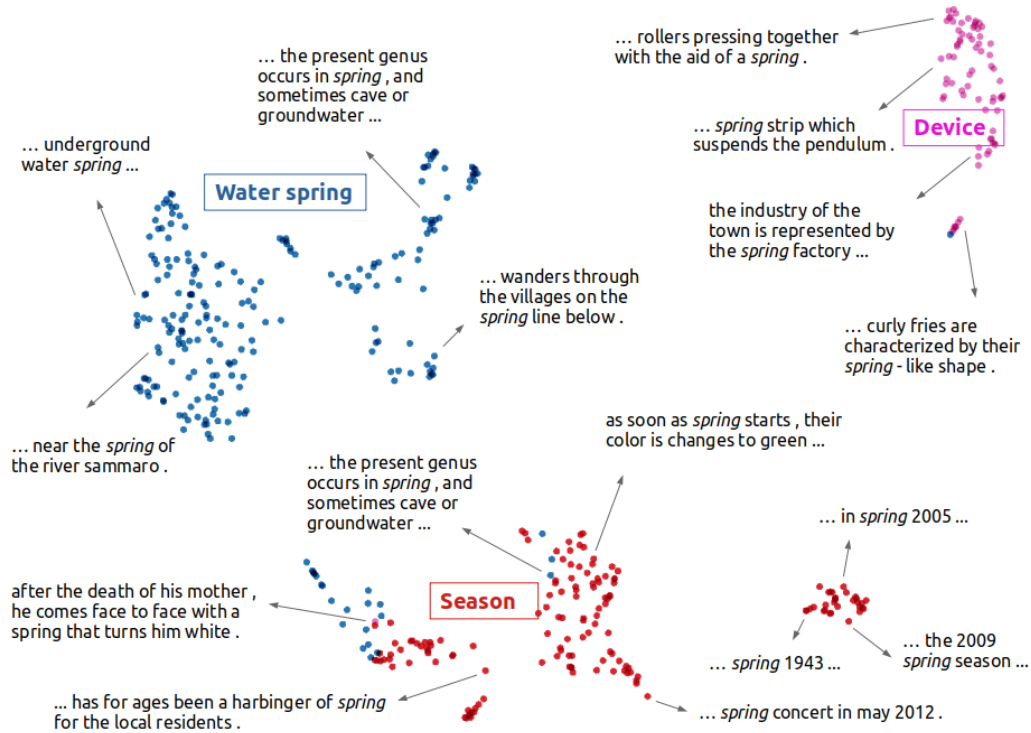 … the present genus
occurs in spring , and
sometimes cave or
groundwater ...
… rollers pressing together
with the aid of a spring .
… underground
water spring ...
Water spring
Device
… spring strip which
suspends the pendulum .
the industry of the
town is represented by
the spring factory ...
… wanders through
the villages on the
spring line below .
… curly fries are
characterized by their
spring - like shape .
… near the spring of
the river sammaro .
as soon as spring starts , their
color is changes to green ...
… the present genus
occurs in spring , and
sometimes cave or
groundwater ...
… in spring 2005 ...
after the death of his mother ,
he comes face to face with a
spring that turns him white .
Season
… spring 1943 ...
… the 2009
spring season ...
... has for ages been a harbinger of spring
for the local residents .
… spring concert in may 2012 .